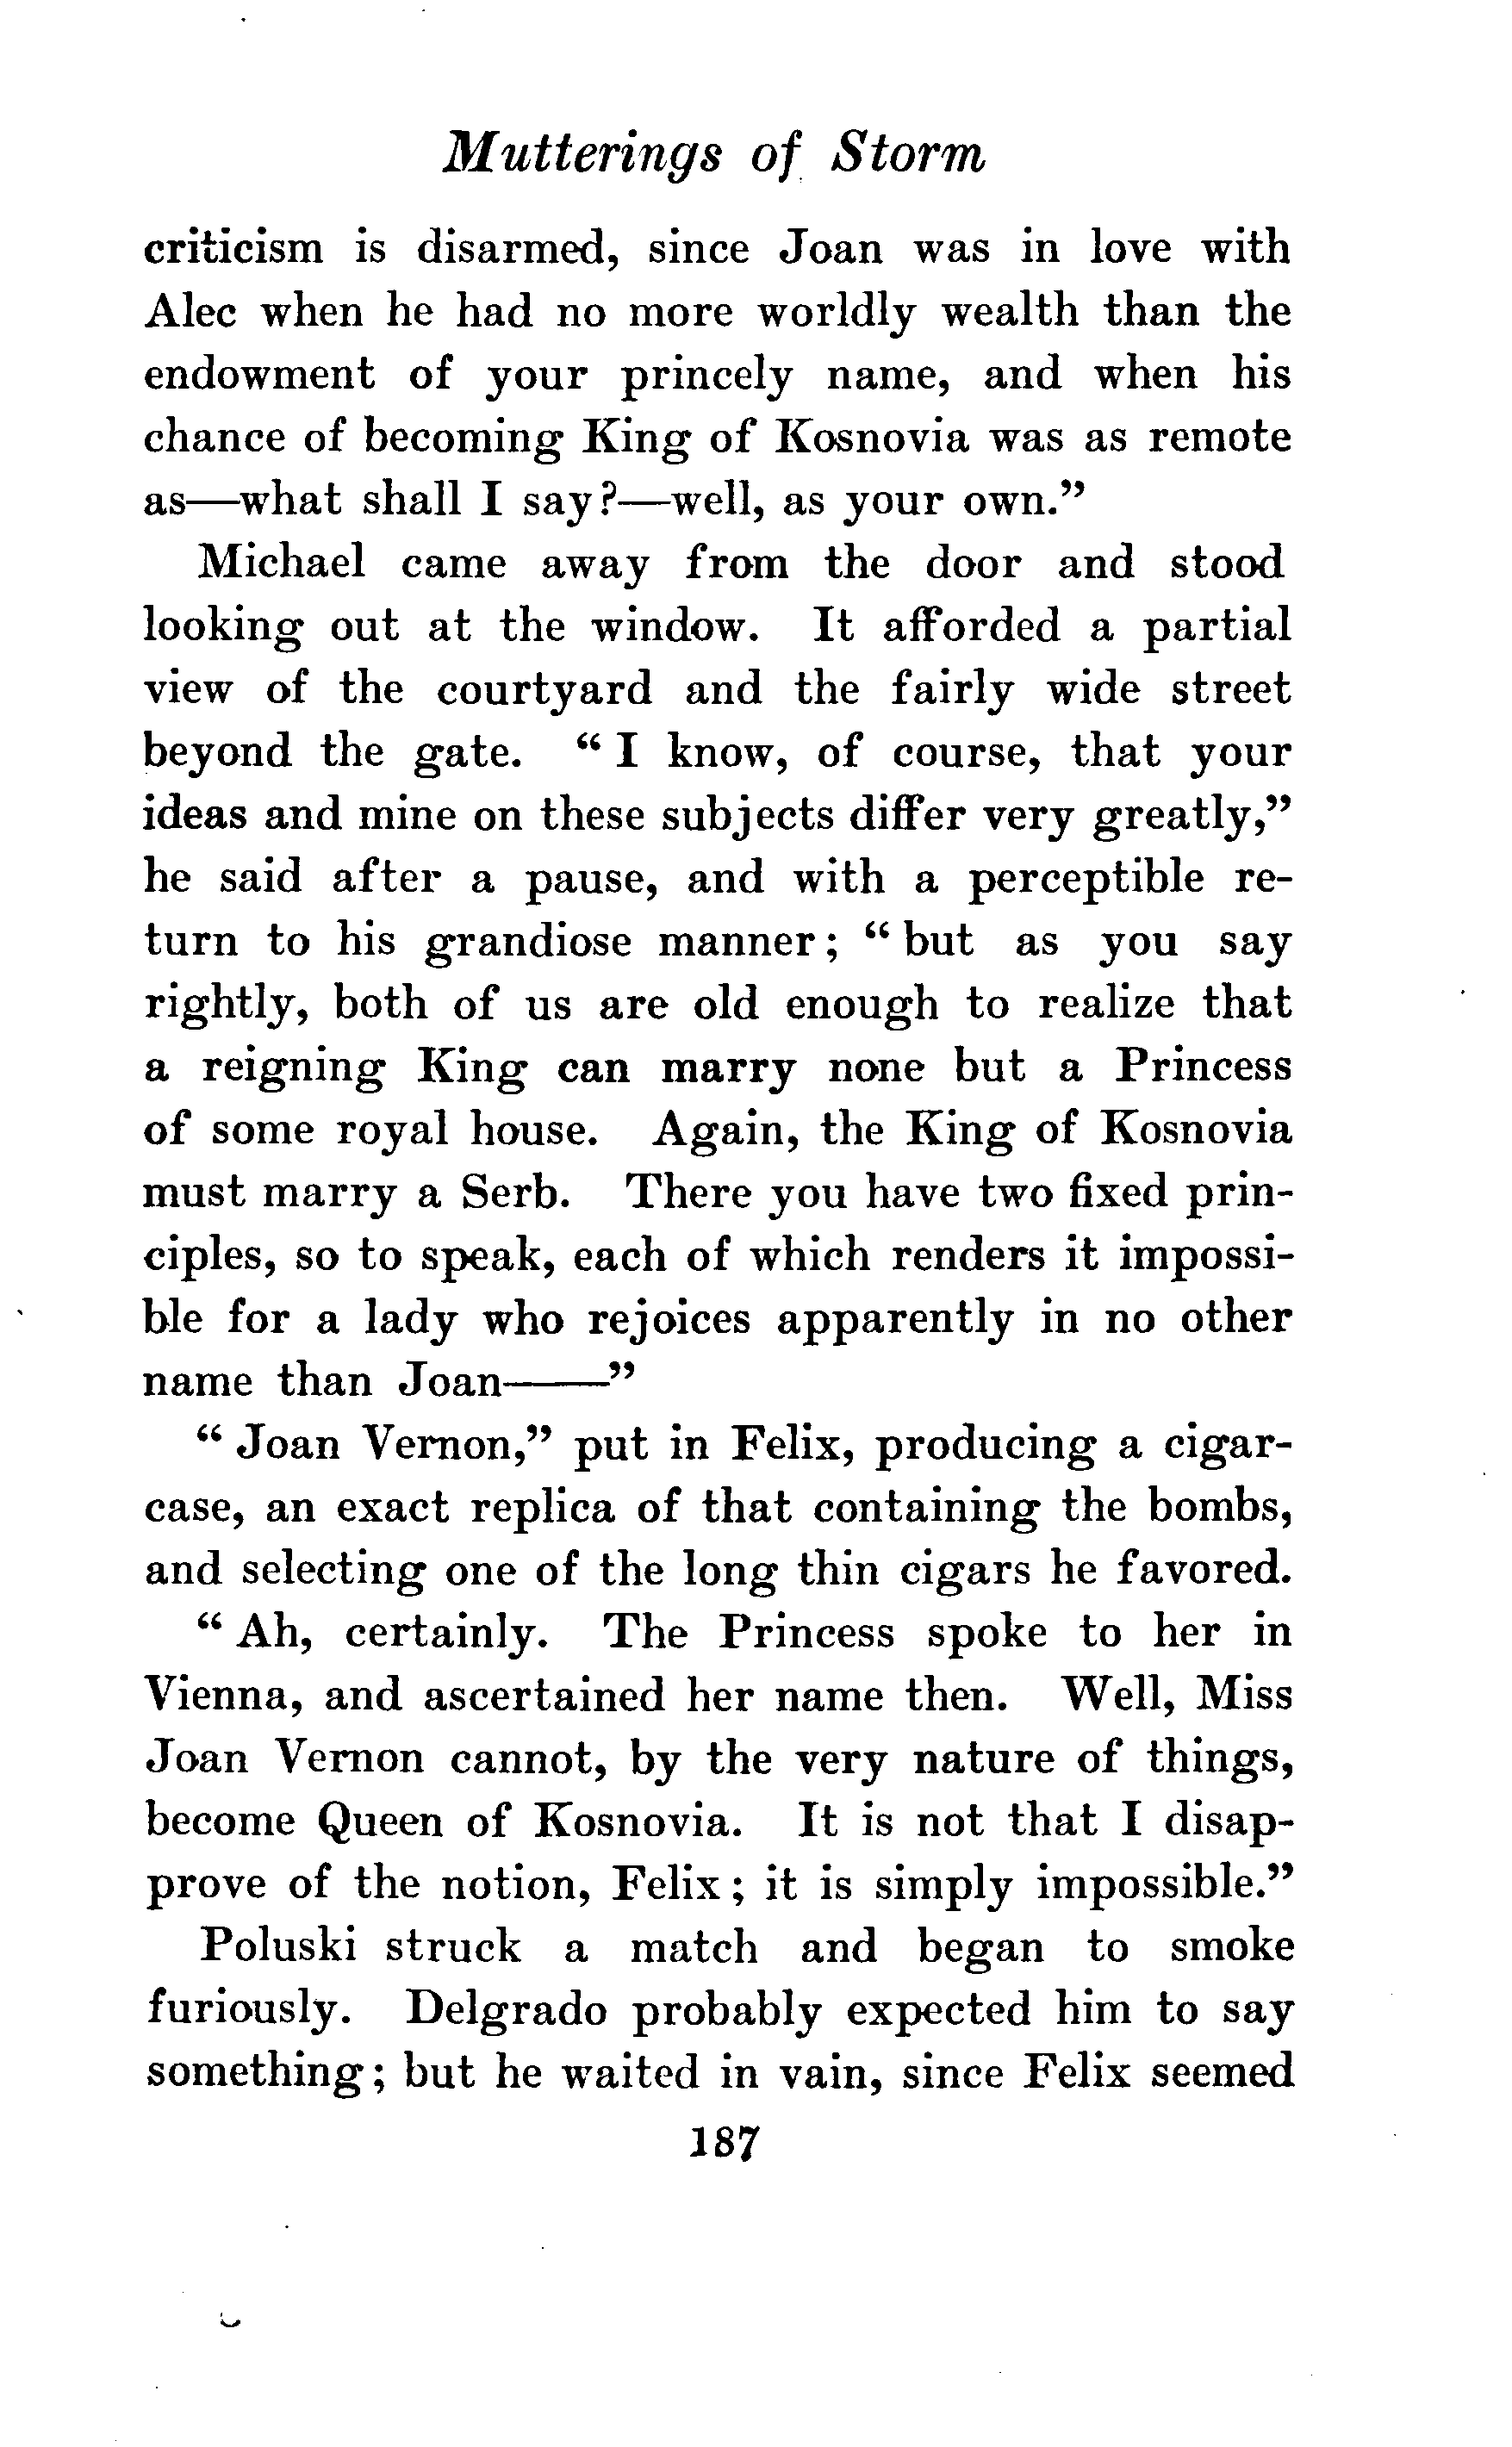 Mutterings of Storm
criticism is disarmed, since Joan was in love with
Alec when he had no more worldly wealth than the
endowment of your princely name, and when his
chance of becoming King of Kosnovia was as remote
as—what shall I say?—well, as your own.”
Michael came away from the door and stood
looking out at the window. It afforded a partial
view of the courtyard and the fairly wide street
beyond the gate. “ I know, of course, that your
ideas and mine on these subjects differ very greatly,”
he said after a pause, and with a perceptible re-
turn to his grandiose manner; “ but as you say
rightly, both of us are old enough to realize that
a reigning King can marry none but a Princess
of some royal house. Again, the King of Kosnovia
must marry a Serb. There you have two fixed prin-
ciples, so to speak, each of which renders it impossi-
ble for a lady who rejoices apparently in no other
name than Joan——”
“ Joan Vernon,” put in Felix, producing a cigar-
case, an exact replica of that containing the bombs,
and selecting one of the long thin cigars he favored.
“ Ah, certainly. The Princess spoke to her in
Vienna, and ascertained her name then. Well, Miss
Joan Vernon cannot, by the very nature of things,
become Queen of Kosnovia. It is not that I disap-
prove of the notion, Felix; it is simply impossible.”
Poluski struck a match and began to smoke
furiously. Delgrado probably expected him to say
something; but he waited in vain, since Felix seemed
187